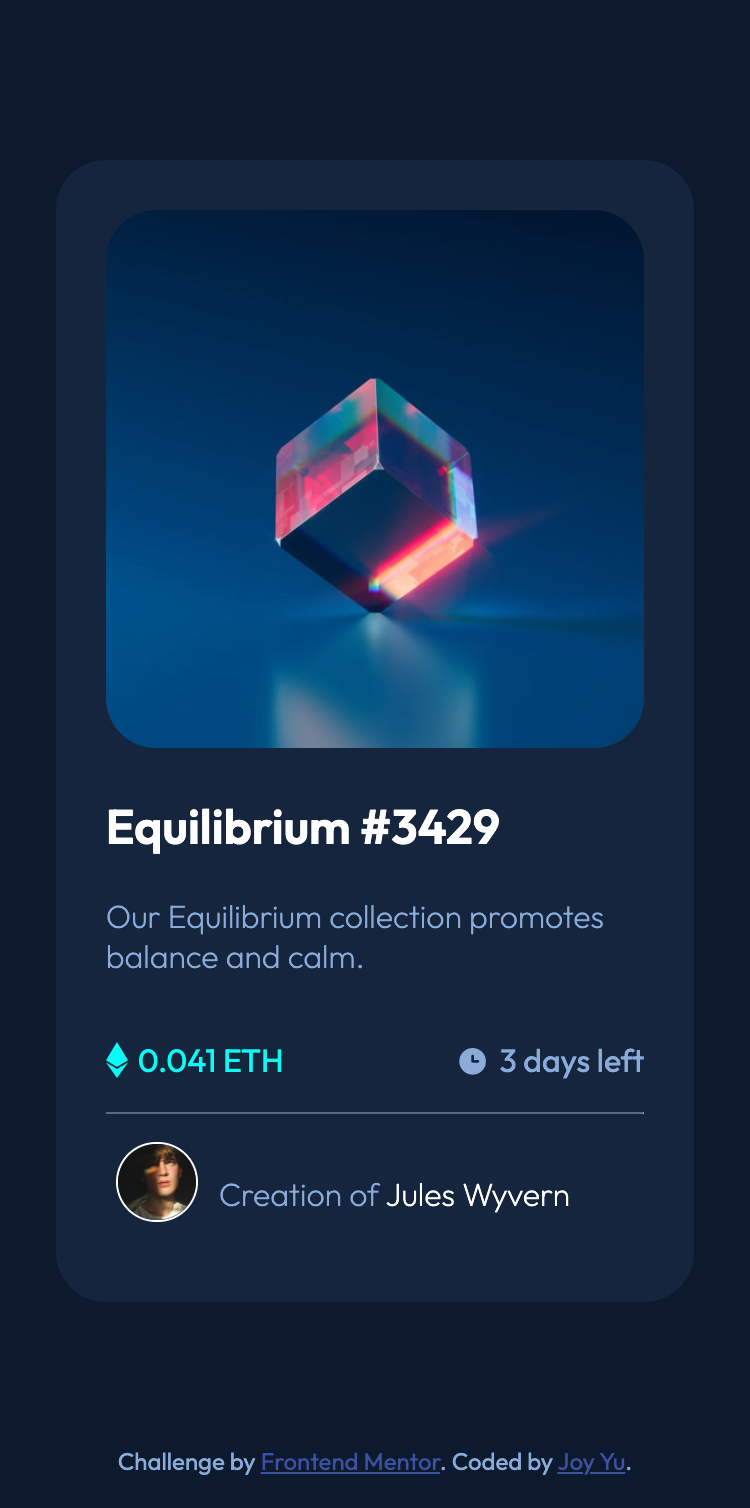 Equilibrium #3429
Our Equilibrium collection promotes
balance and calm.
0.041 ETH
3 days left
Creation of Jules Wyvern
Challenge by Frontend Mentor. Coded by Joy Yu.